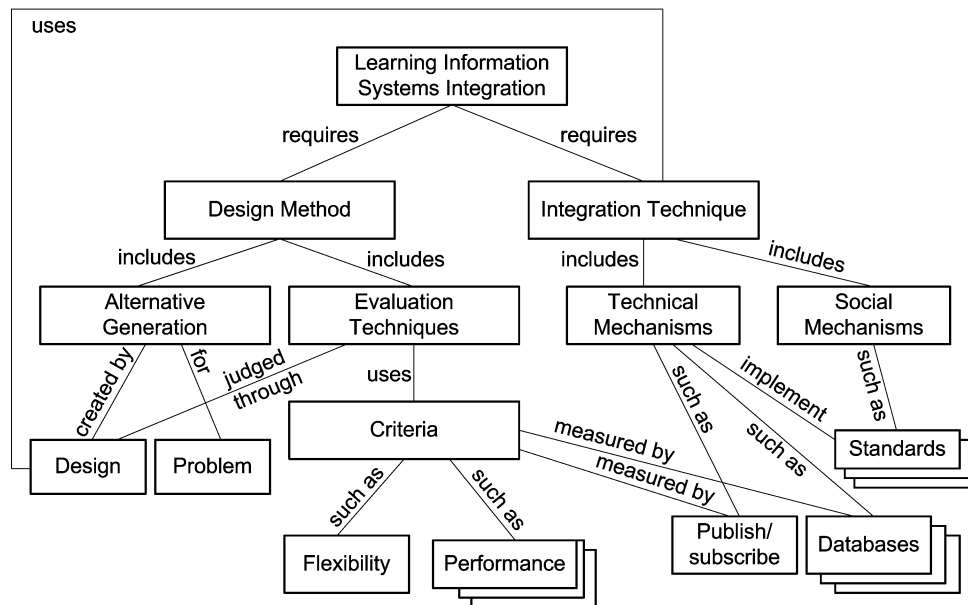 uses
Learning Information
Systems Integration
requires
requires
Design Method
Integration Technique
includes
includes
includes
includes
Alternative
Generation
Evaluation
Techniques
Technical
Mechanisms
Social
Mechanisms
created by
for
judged
through
uses
such as
implement
such as
such as
Criteria
measured by
measured by
Standards
Design
Problem
such as
such as
Publish/
subscribe
Databases
Flexibility
Performance